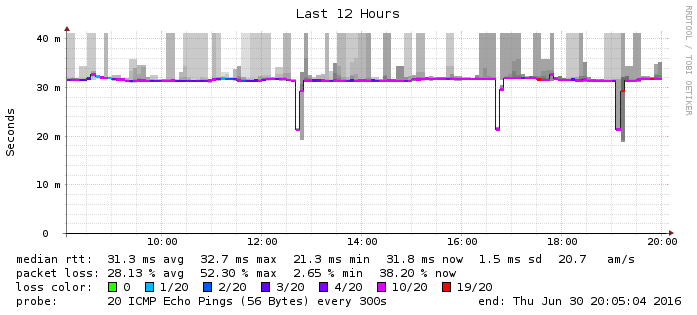 Last 12 Hours
RRDTOOL / TOBI OETIKER
Seconds
40 m
30 m
20 m
10 m
0
10:00 12:00 14:00 16:00 18:00 20:00
median rtt: 31.3 ms avg 32.7 ms max 21.3 ms min 31.8 ms now 1.5 ms sd 20.7 am/s
packet loss: 28.13 % avg 52.30 % max 2.65 % min 38.20 % now
loss color: 0 1/20 2/20 3/20 4/20 10/20 19/20
probe: 20 ICMP Echo Pings (56 Bytes) every 300s end: Thu Jun 30 20:05:04 2016